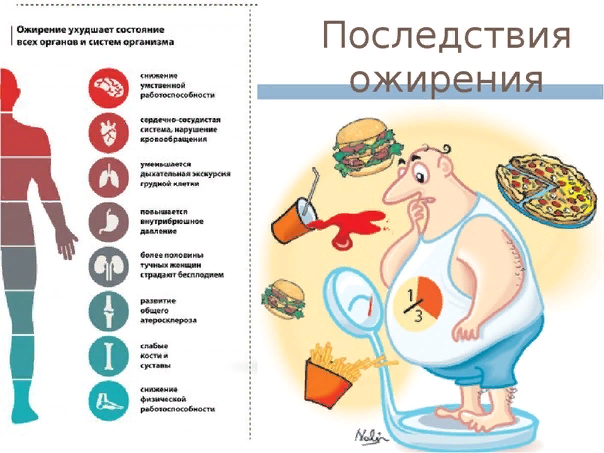 Ожирение ухудшает состояние
всех органов и систем организма
снижение
умственной
работоспособности
сердечно-сосудистая
система, нарушение
кровообращения
уменьшается
дыхательная экскурсия
грудной клетки
повышается
внутрибрюшное
давление
более половины
тучных женщин
страдают бесплодием
развитие
общего
атеросклероза
слабые
кости и
суставы
снижение
физической
работоспособности
Последствия
ожирения
1/3